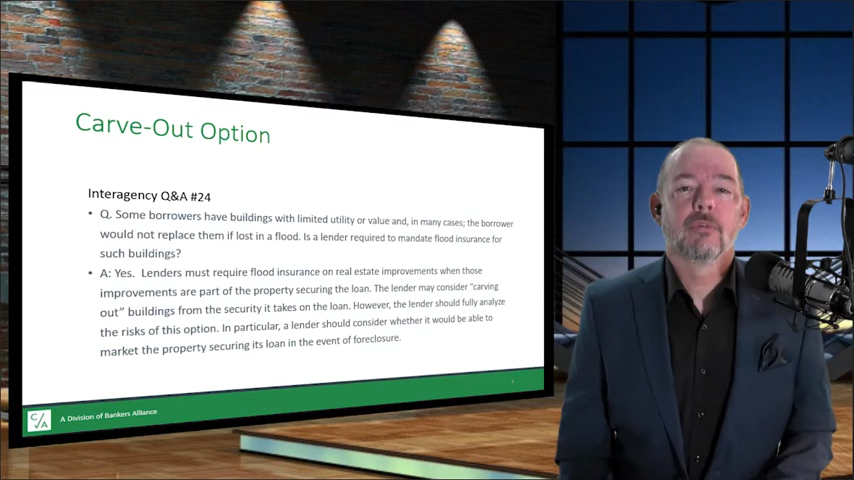 Carve-Out Option
Interagency Q&A #24
• Q. Some borrowers have buildings with limited utility or value and, in many cases; the borrower
would not replace them if lost in a flood. Is a lender required to mandate flood insurance for
such buildings?
• A: Yes. Lenders must require flood insurance on real estate improvements when those
improvements are part of the property securing the loan. The lender may consider "carving
out" buildings from the security it takes on the loan. However, the lender should fully analyze
the risks of this option. In particular, a lender should consider whether it would be able to
market the property securing its loan in the event of foreclosure.
C/VA
A Division of Bankers Alliance